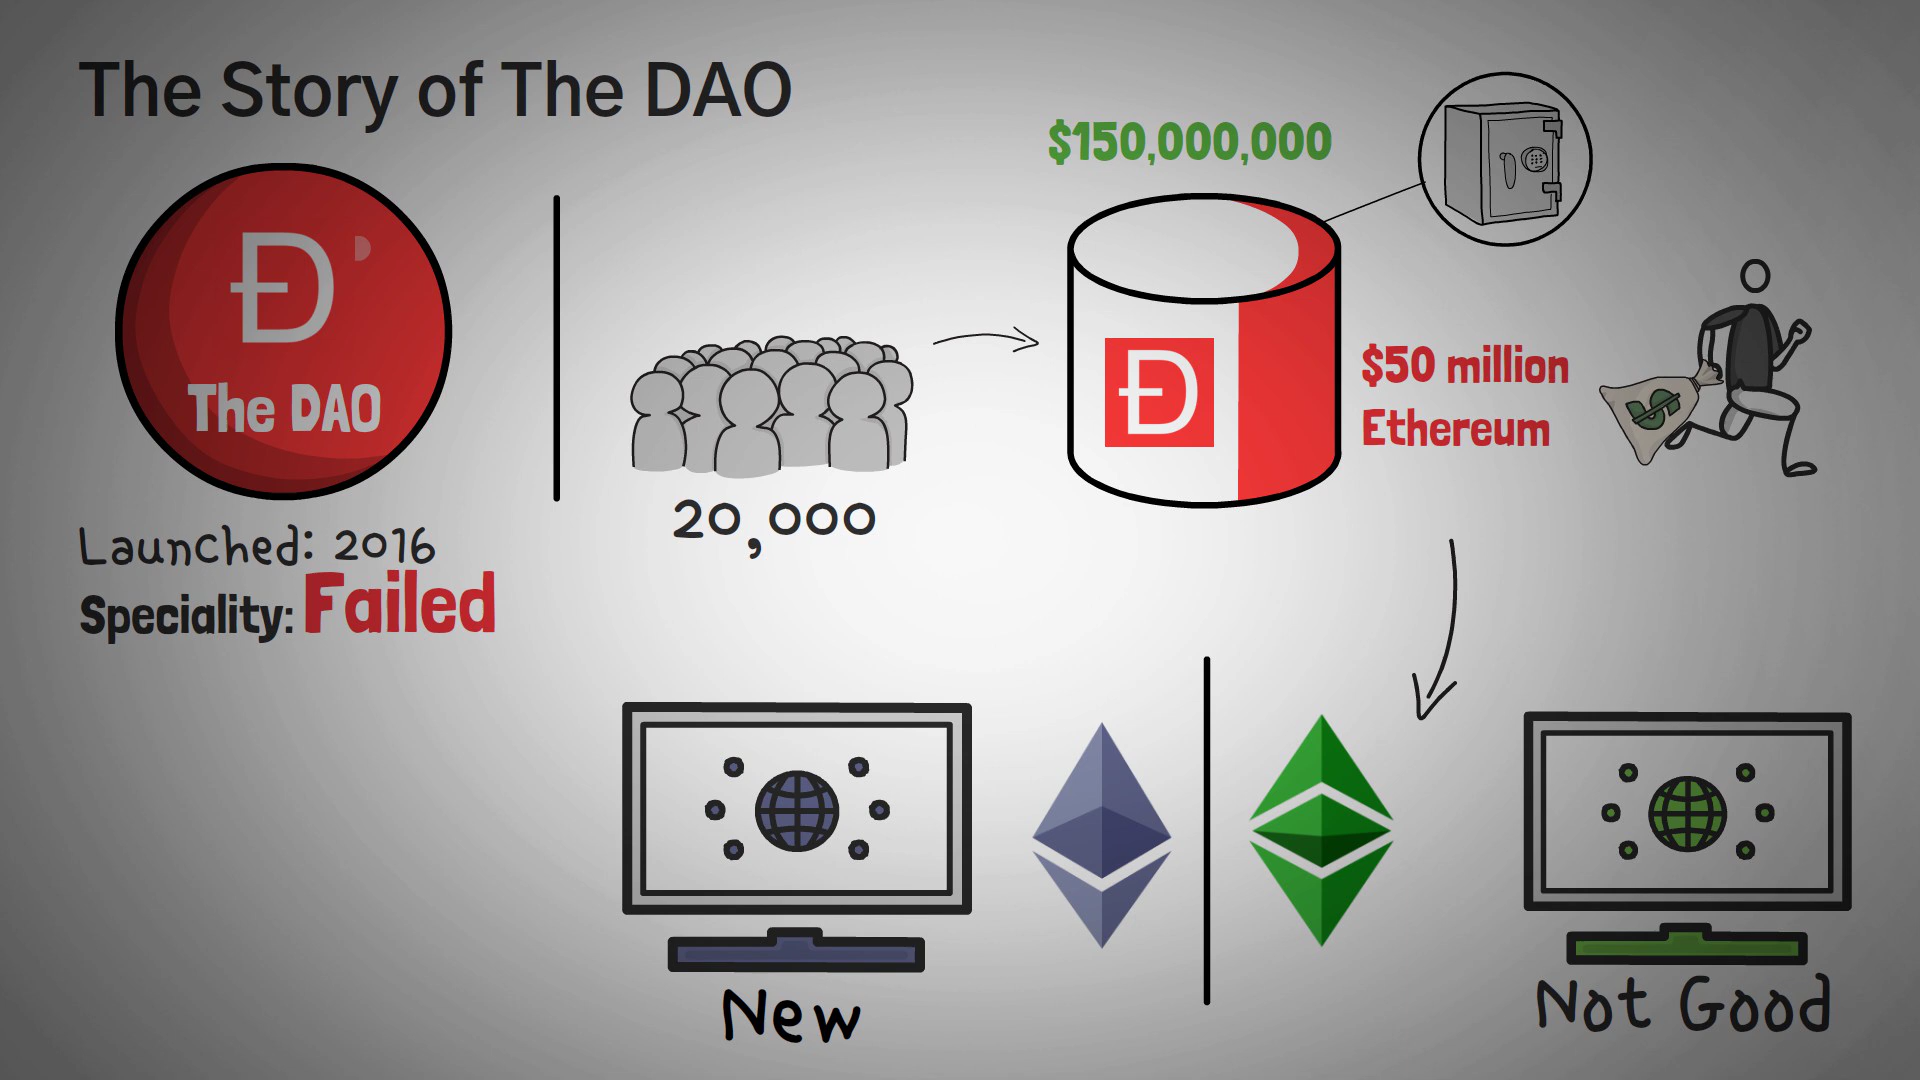 The Story of The DAO
Đ
The DAO
Launched: 2016
Speciality: Failed
20,000
$150,000,000
Đ
$50 million
Ethereum
$
New
Not Good